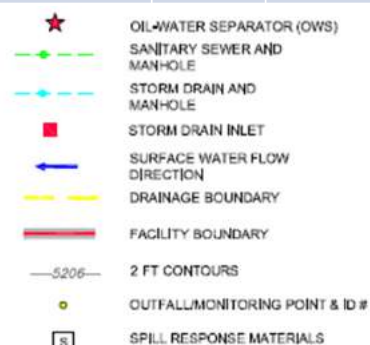 OIL-WATER SEPARATOR (OWS)
SANITARY SEWER AND
MANHOLE
STORM DRAIN AND
MANHOLE
STORM DRAIN INLET
SURFACE WATER FLOW
DIRECTION
DRAINAGE BOUNDARY
FACILITY BOUNDARY
5206 2 FT CONTOURS
OUTFALL/MONITORING POINT & ID #
S SPILL RESPONSE MATERIALS